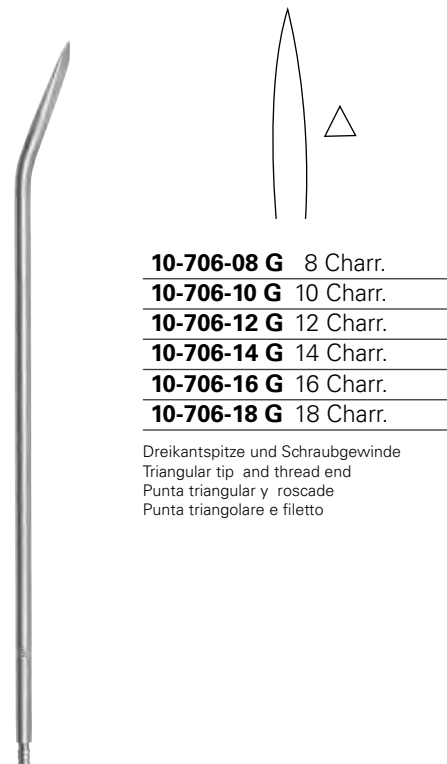 10-706-08 G 8 Charr.
10-706-10 G 10 Charr.
10-706-12 G 12 Charr.
10-706-14 G 14 Charr.
10-706-16 G 16 Charr.
10-706-18 G 18 Charr.
Dreikantspitze und Schraubgewinde
Triangular tip and thread end
Punta triangular y roscade
Punta triangolare e filetto